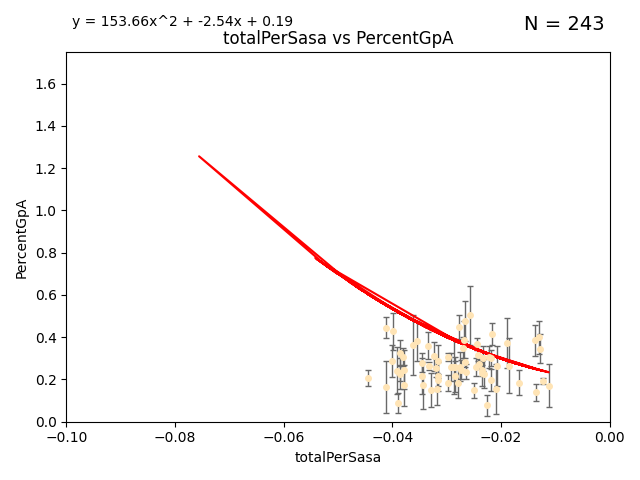 y = 153.66x^2 + -2.54x + 0.19
N = 243
totalPerSasa vs PercentGpA
PercentGpA
1.6
1.4
1.2
1.0
0.8
0.6
0.4
0.2
0.0
−0.10 −0.08 −0.06 −0.04 −0.02 0.00
totalPerSasa